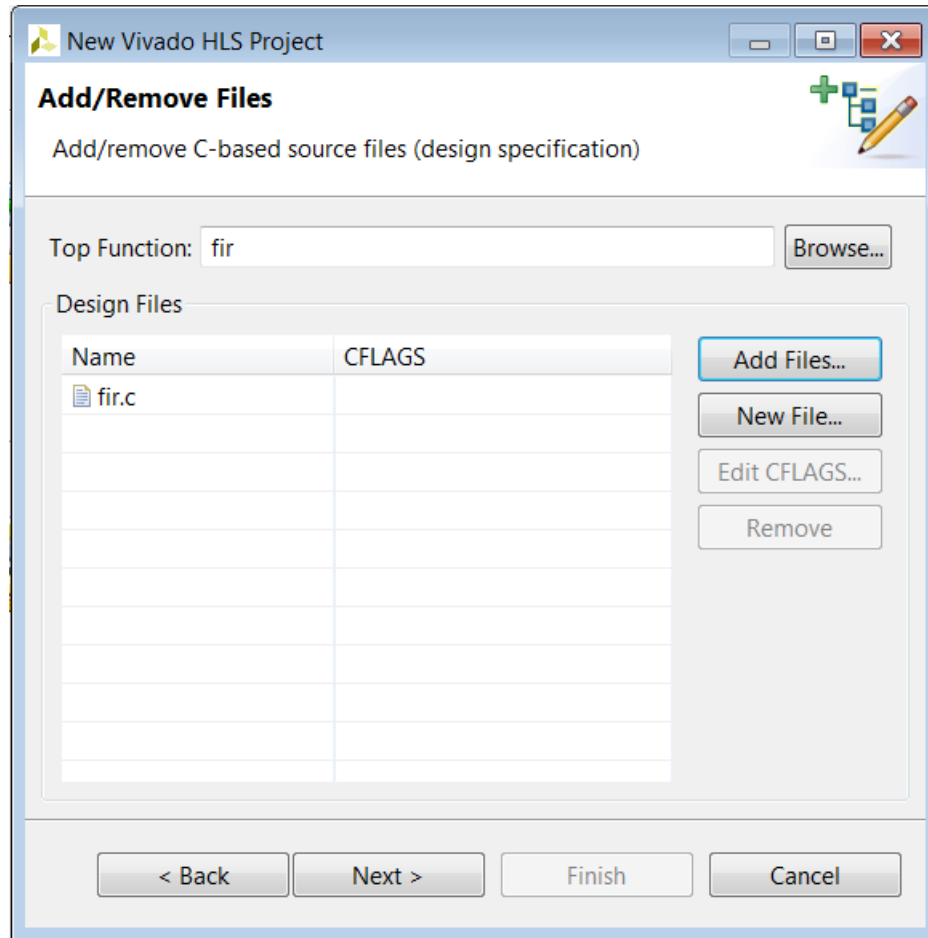 New Vivado HLS Project
Add/Remove Files
Add/remove C-based source files (design specification)
Top Function: fir Browse...
Design Files
Name CFLAGS
Add Files...
fir.c
New File...
Edit CFLAGS...
Remove
< Back Next > Finish Cancel